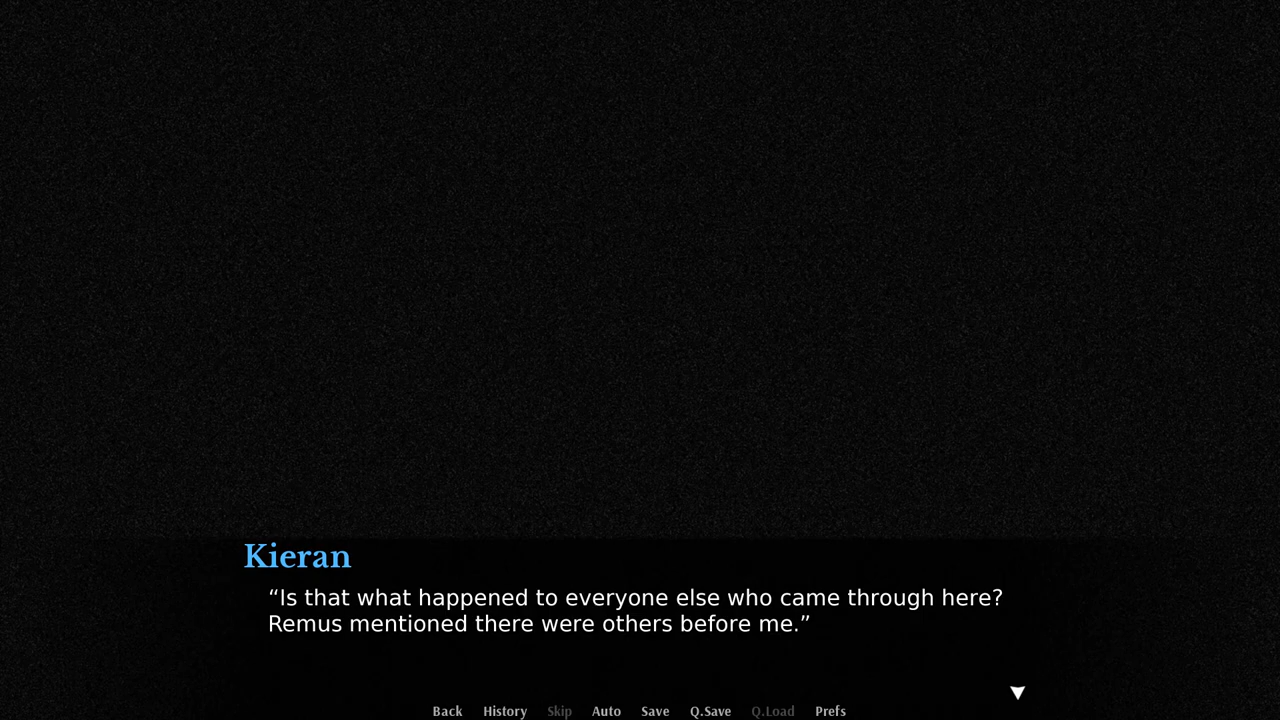 Kieran
“Is that what happened to everyone else who came through here?
Remus mentioned there were others before me.”
Back History Skip Auto Save Q.Save Q.Load Prefs